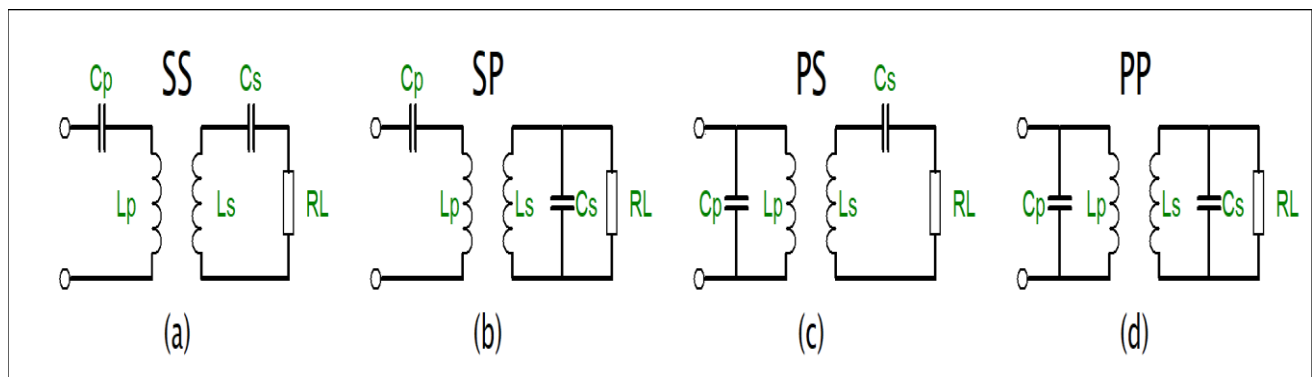 SS SP PS PP
Cp Cs Cp Cs
Lp Ls RL Lp Ls Cs RL Cp Lp Ls RL Cp Lp Ls Cs RL
(a) (b) (c) (d)